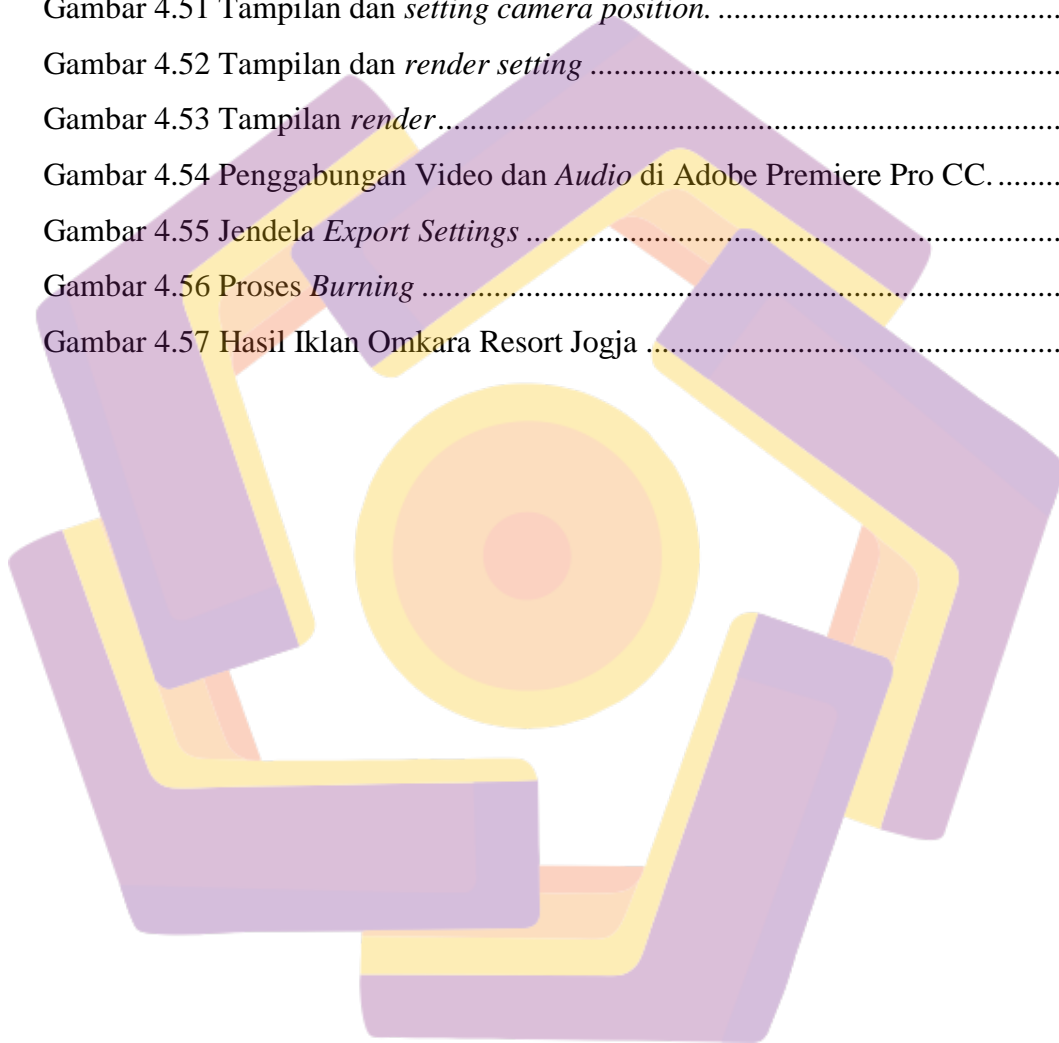 Gambar 4.51 Tampilan dan setting camera position. ....................................
Gambar 4.52 Tampilan dan render setting ....................................................
Gambar 4.53 Tampilan render.......................................................................
Gambar 4.54 Penggabungan Video dan Audio di Adobe Premiere Pro CC. ........
Gambar 4.55 Jendela Export Settings ............................................................
Gambar 4.56 Proses Burning ........................................................................
Gambar 4.57 Hasil Iklan Omkara Resort Jogja ..............................................